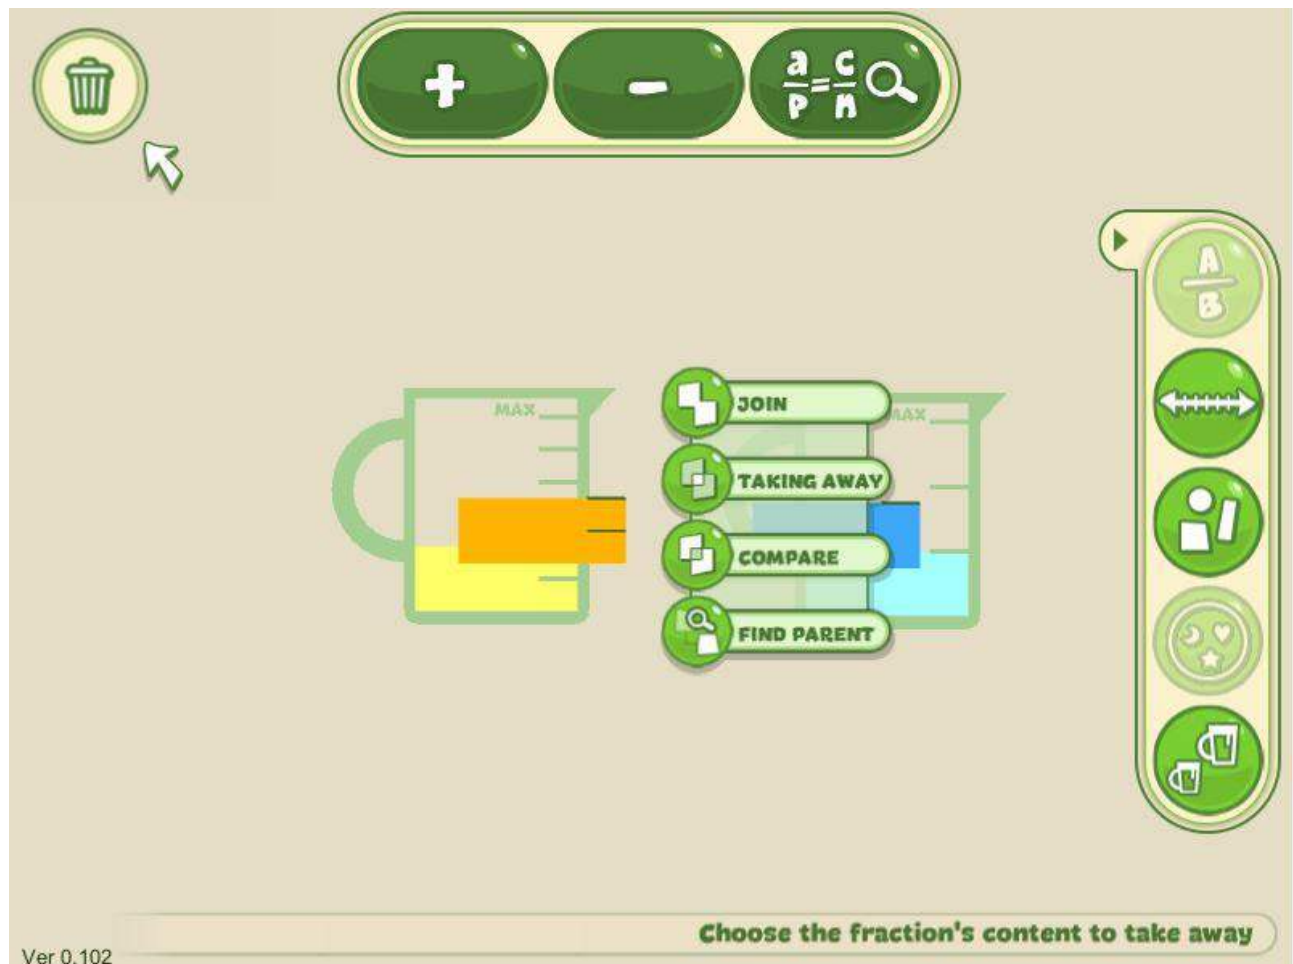 +
-
a/p = c/n
A
B
MAX
JOIN
MAX
TAKING AWAY
COMPARE
FIND PARENT
Choose the fraction's content to take away
Ver 0.102